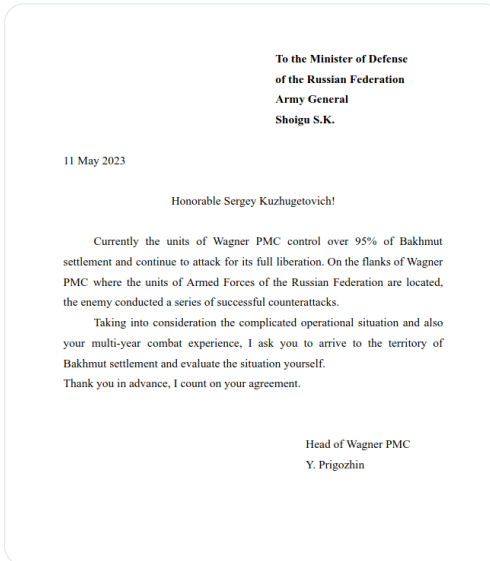 To the Minister of Defense
of the Russian Federation
Army General
Shoigu S.K.
11 May 2023
Honorable Sergey Kuzhugetovich!
Currently the units of Wagner PMC control over 95% of Bakhmut
settlement and continue to attack for its full liberation. On the flanks of Wagner
PMC where the units of Armed Forces of the Russian Federation are located,
the enemy conducted a series of successful counterattacks.
Taking into consideration the complicated operational situation and also
your multi-year combat experience, I ask you to arrive to the territory of
Bakhmut settlement and evaluate the situation yourself.
Thank you in advance, I count on your agreement.
Head of Wagner PMC
Y. Prigozhin